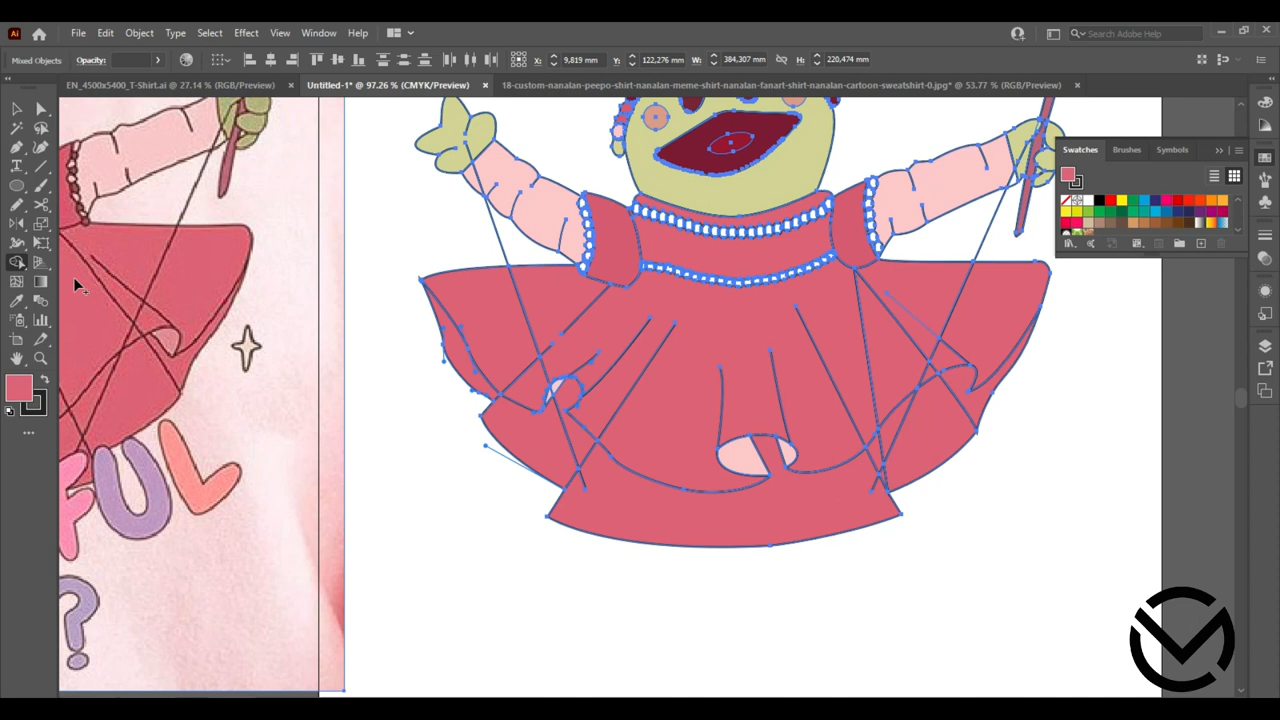 Ai File Edit Object Type Select Effect View Window Help Search Adobe Help
Mixed Objects Opacity: X: 9,819 mm Y: 122,276 mm W: 384,307 mm H: 220,474 mm
EN_4500x5400_T-Shirt.ai @ 27.14 % (RGB/Preview) × Untitled-1* @ 97.26 % (CMYK/Preview) × 18-custom-nanalan-peepo-shirt-nanalan-meme-shirt-nanalan-fanart-shirt-nanalan-cartoon-sweatshirt-0.jpg* @ 53.77 % (RGB/Preview) ×
Swatches Brushes Symbols
FUL
?